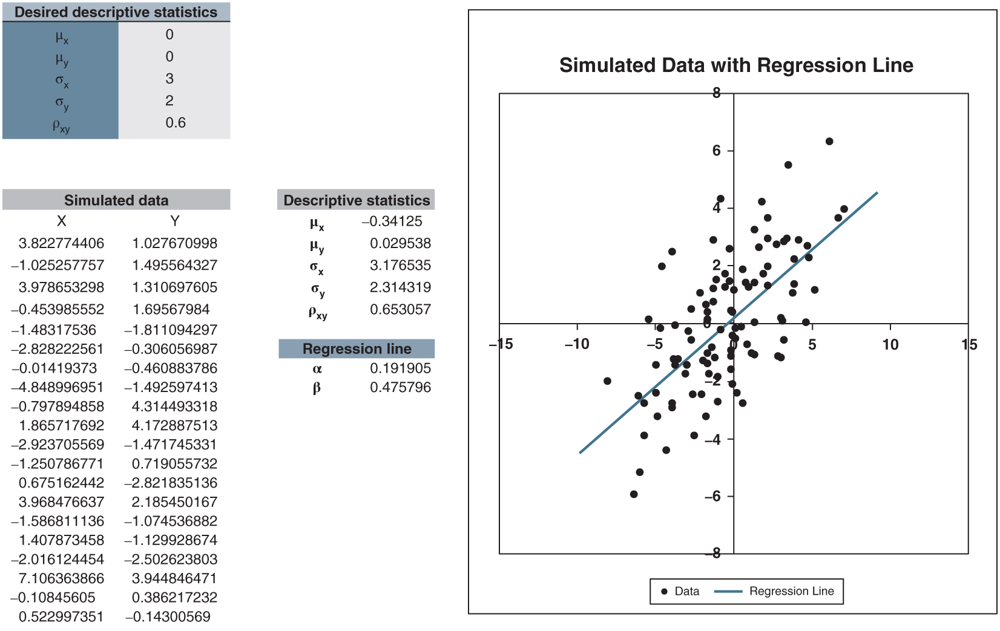 Desired descriptive statistics
μx 0
μy 0
σx 3
σy 2
ρxy 0.6
Simulated data
X Y
3.822774406 1.027670998
−1.025257757 1.495564327
3.978653298 1.310697605
−0.453985552 1.69567984
−1.48317536 −1.811094297
−2.828222561 −0.306056987
−0.01419373 −0.460883786
−4.848996951 −1.492597413
−0.797894858 4.314493318
1.865717692 4.172887513
−2.923705569 −1.471745331
−1.250786771 0.719055732
0.675162442 −2.821835136
3.968476637 2.185450167
−1.586811136 −1.074536882
1.407873458 −1.129928674
−2.016124454 −2.502623803
7.106363866 3.944846471
−0.10845605 0.386217232
0.522997351 −0.14300569
Descriptive statistics
μx −0.34125
μy 0.029538
σx 3.176535
σy 2.314319
ρxy 0.653057
Regression line
α 0.191905
β 0.475796
Simulated Data with Regression Line
8
6
4
2
0
−2
−4
−6
−8
−15 −10 −5 0 5 10 15
Data Regression Line